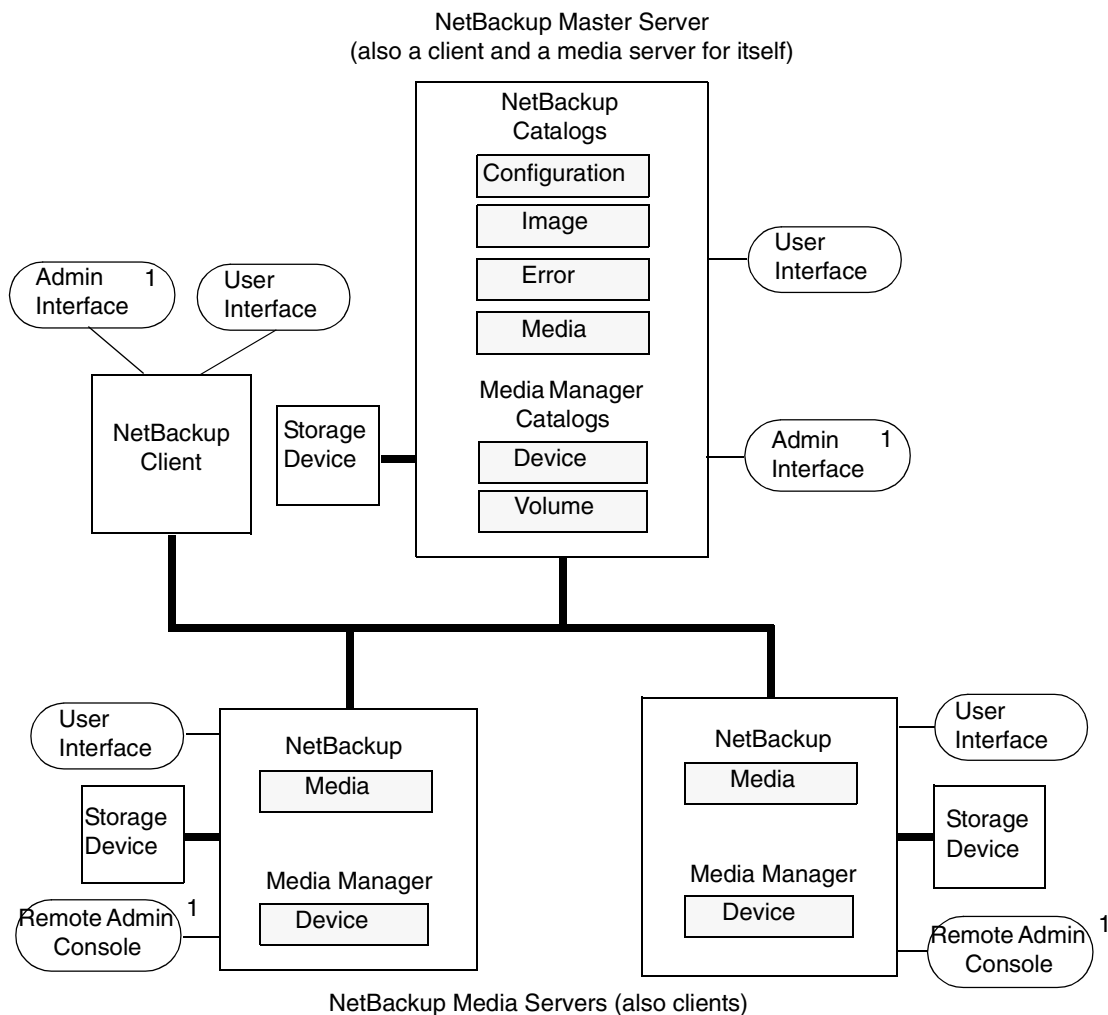 NetBackup Master Server
(also a client and a media server for itself)
NetBackup
Catalogs
Configuration
Image
Error
Media
Media Manager
Catalogs
Device
Volume
User
Interface
Admin 1
Interface
Admin 1
Interface
User
Interface
NetBackup
Client
Storage
Device
User
Interface
Storage
Device
Remote Admin 1
Console
NetBackup
Media
Media Manager
Device
NetBackup
Media
Media Manager
Device
User
Interface
Storage
Device
Remote Admin 1
Console
NetBackup Media Servers (also clients)